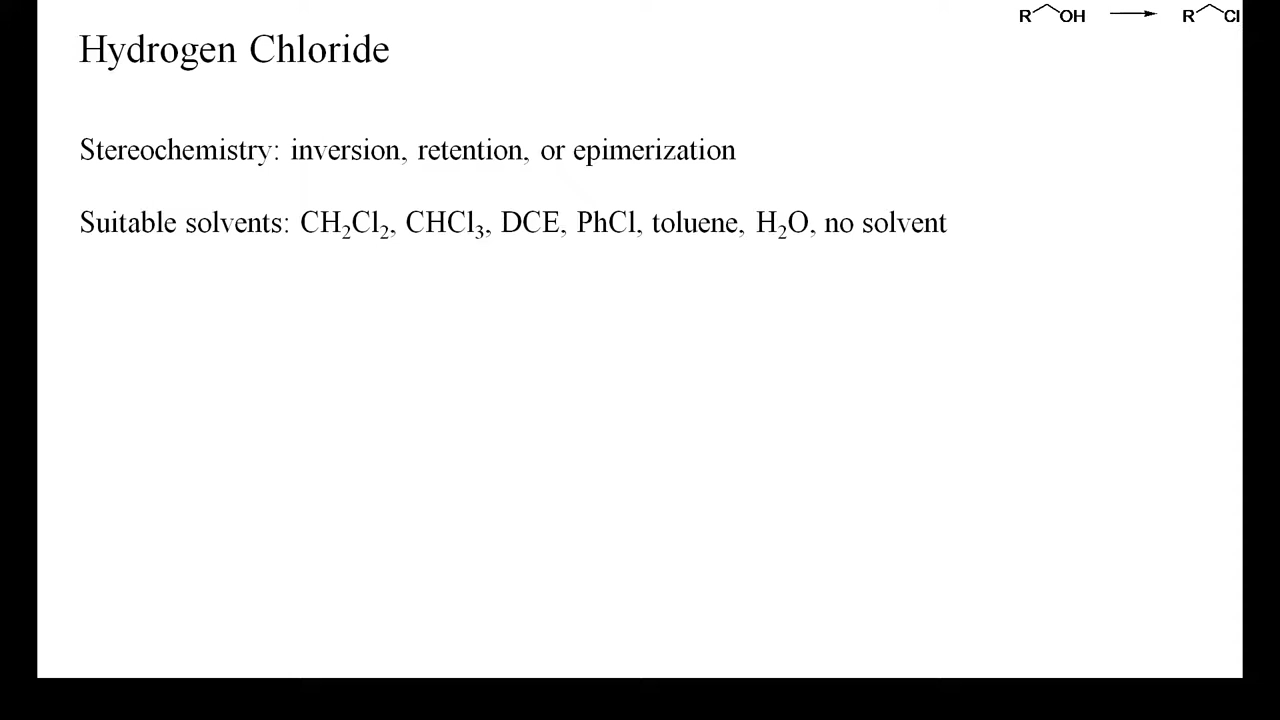 R OH R Cl
Hydrogen Chloride
Stereochemistry: inversion, retention, or epimerization
Suitable solvents: CH₂Cl₂, CHCl₃, DCE, PhCl, toluene, H₂O, no solvent